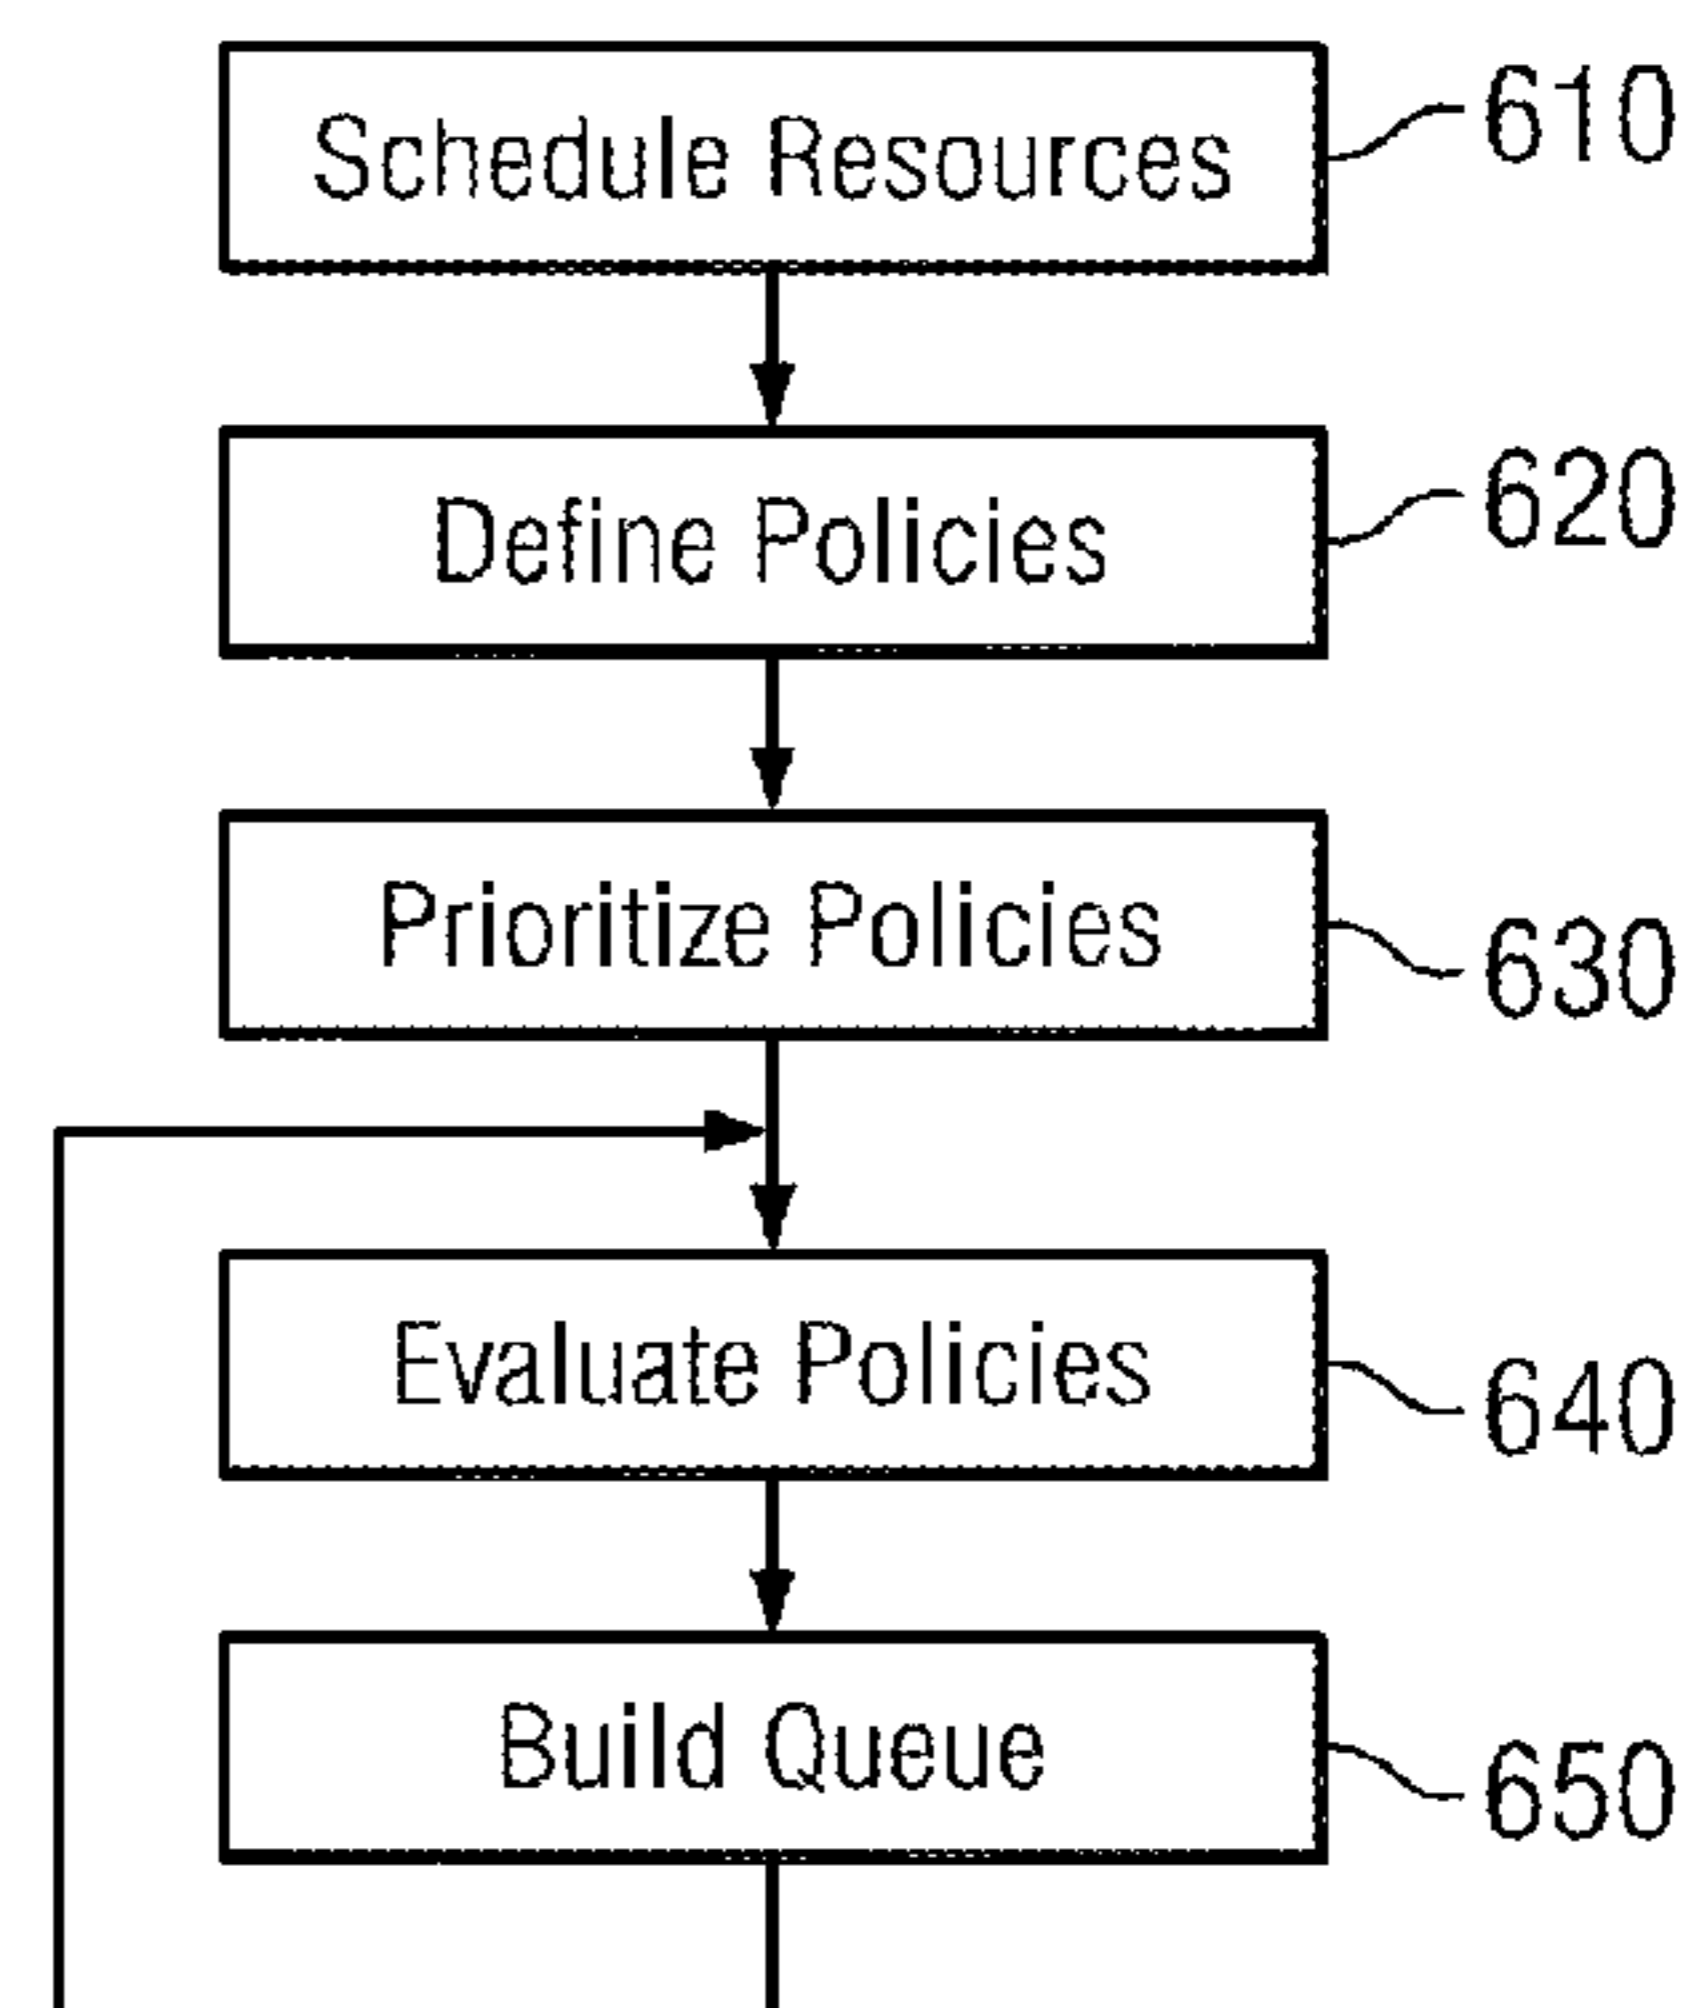 Schedule Resources
610
Define Policies
620
Prioritize Policies
630
Evaluate Policies
640
Build Queue
650